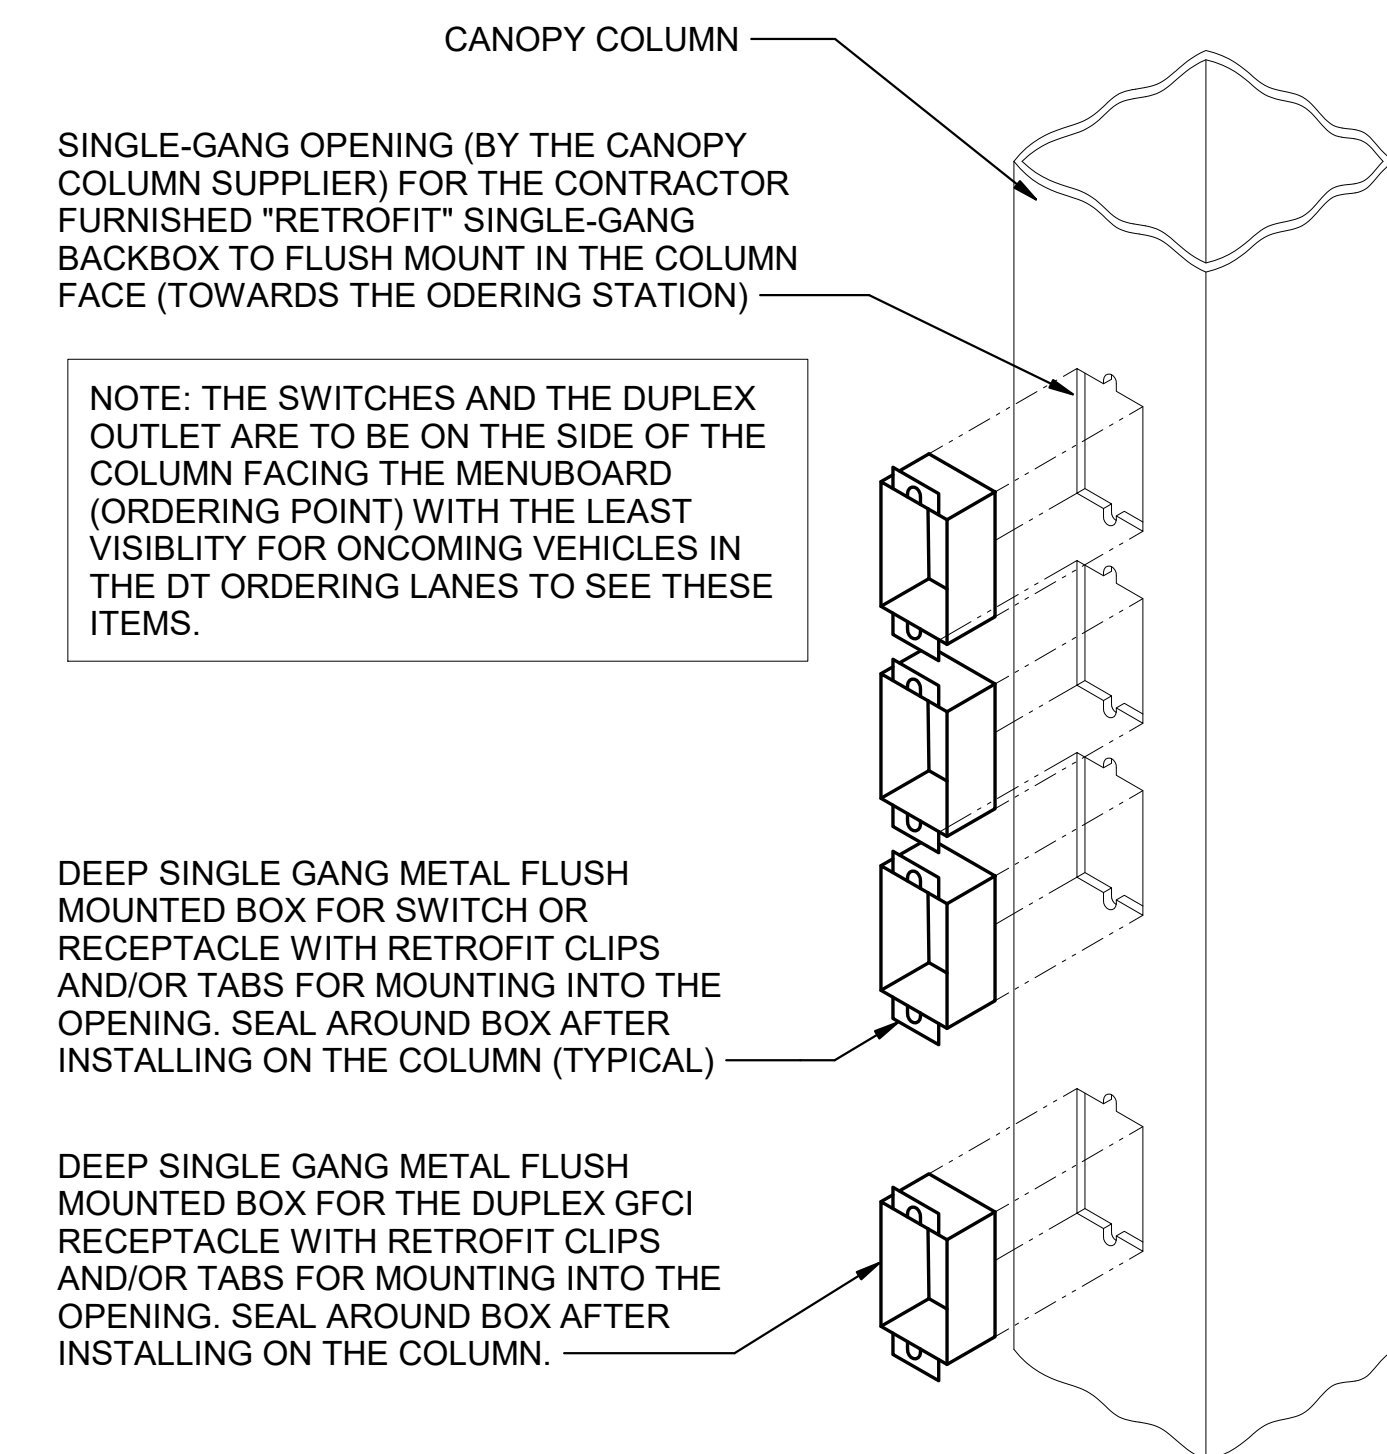 CANOPY COLUMN
SINGLE-GANG OPENING (BY THE CANOPY
COLUMN SUPPLIER) FOR THE CONTRACTOR
FURNISHED "RETROFIT" SINGLE-GANG
BACKBOX TO FLUSH MOUNT IN THE COLUMN
FACE (TOWARDS THE ODERING STATION)
NOTE: THE SWITCHES AND THE DUPLEX
OUTLET ARE TO BE ON THE SIDE OF THE
COLUMN FACING THE MENUBOARD
(ORDERING POINT) WITH THE LEAST
VISIBLITY FOR ONCOMING VEHICLES IN
THE DT ORDERING LANES TO SEE THESE
ITEMS.
DEEP SINGLE GANG METAL FLUSH
MOUNTED BOX FOR SWITCH OR
RECEPTACLE WITH RETROFIT CLIPS
AND/OR TABS FOR MOUNTING INTO THE
OPENING. SEAL AROUND BOX AFTER
INSTALLING ON THE COLUMN (TYPICAL)
DEEP SINGLE GANG METAL FLUSH
MOUNTED BOX FOR THE DUPLEX GFCI
RECEPTACLE WITH RETROFIT CLIPS
AND/OR TABS FOR MOUNTING INTO THE
OPENING. SEAL AROUND BOX AFTER
INSTALLING ON THE COLUMN.